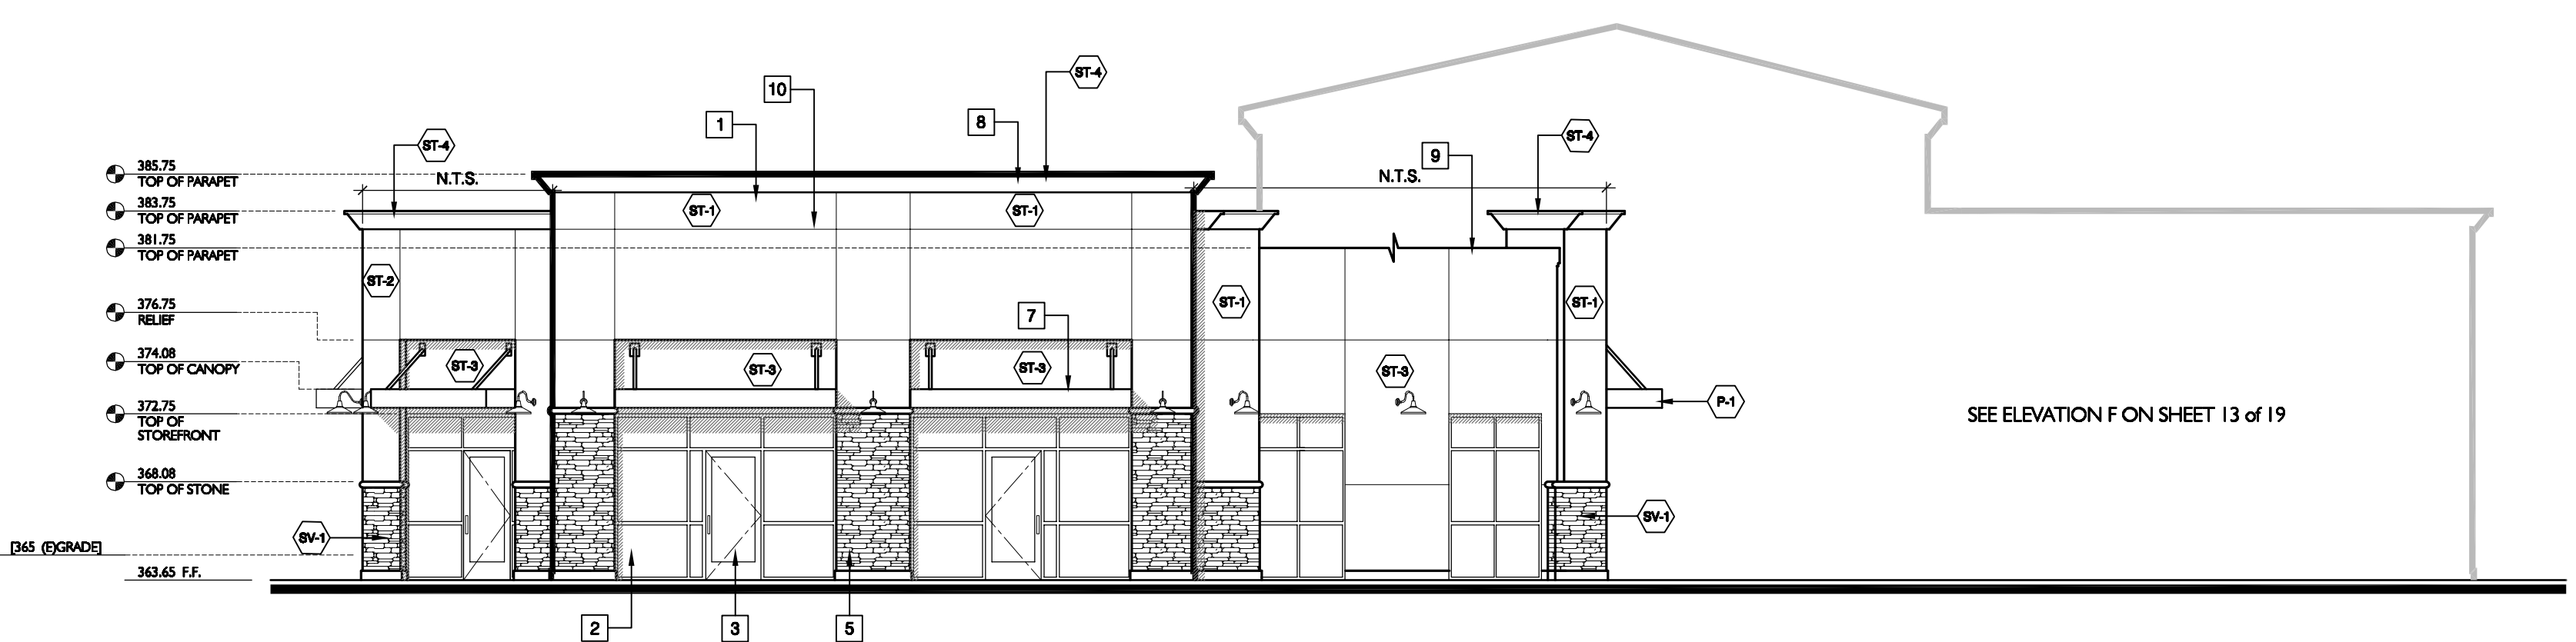 ST-4
10
1
8
ST-4
ST-4
9
385.75
TOP OF PARAPET
N.T.S.
N.T.S.
383.75
TOP OF PARAPET
ST-1
ST-1
381.75
TOP OF PARAPET
ST-2
ST-1
ST-1
376.75
RELIEF
7
374.08
TOP OF CANOPY
ST-3
ST-3
ST-3
ST-3
P-1
372.75
TOP OF
STOREFRONT
SEE ELEVATION F ON SHEET 13 of 19
368.08
TOP OF STONE
SV-1
SV-1
[365 (E)GRADE]
363.65 F.F.
2
3
5